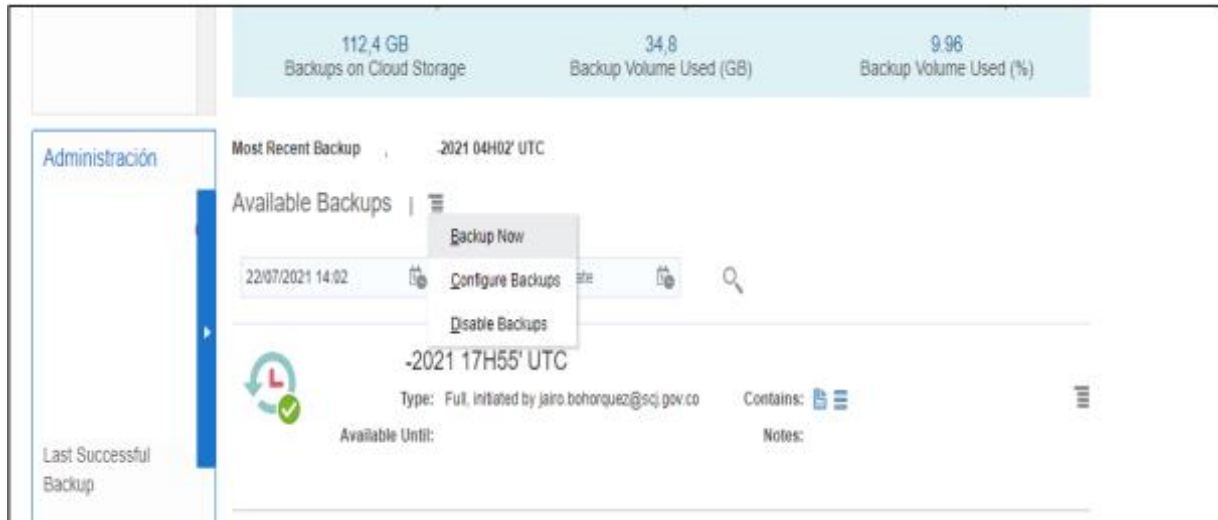 112,4 GB 34,8 9.96
Backups on Cloud Storage Backup Volume Used (GB) Backup Volume Used (%)
Administración
Most Recent Backup , -2021 04H02' UTC
Available Backups |
Backup Now
22/07/2021 14:02
Configure Backups
Disable Backups
-2021 17H55' UTC
Type: Full, initiated by jairo.bohorquez@scj.gov.co Contains:
Available Until: Notes:
Last Successful
Backup